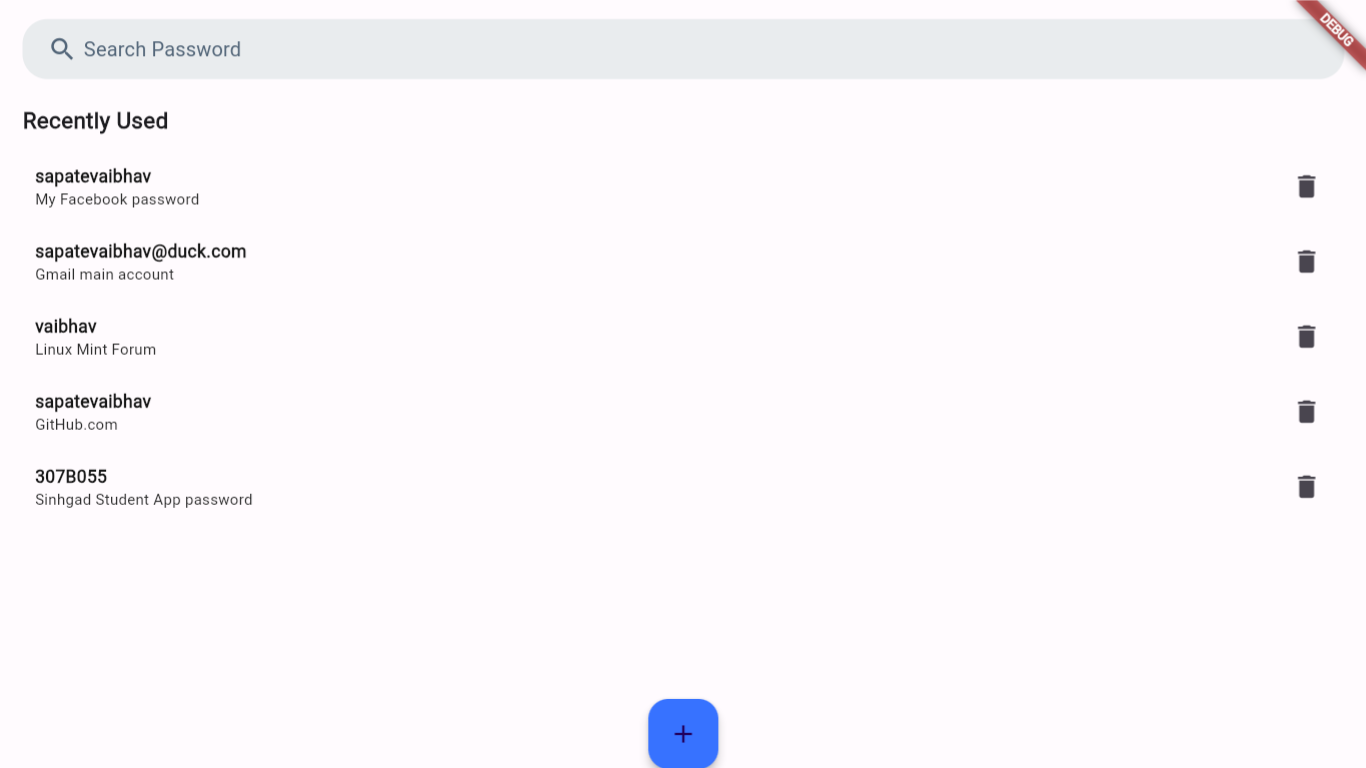 DEBUG
Search Password
Recently Used
sapatevaibhav
My Facebook password
sapatevaibhav@duck.com
Gmail main account
vaibhav
Linux Mint Forum
sapatevaibhav
GitHub.com
307B055
Sinhgad Student App password